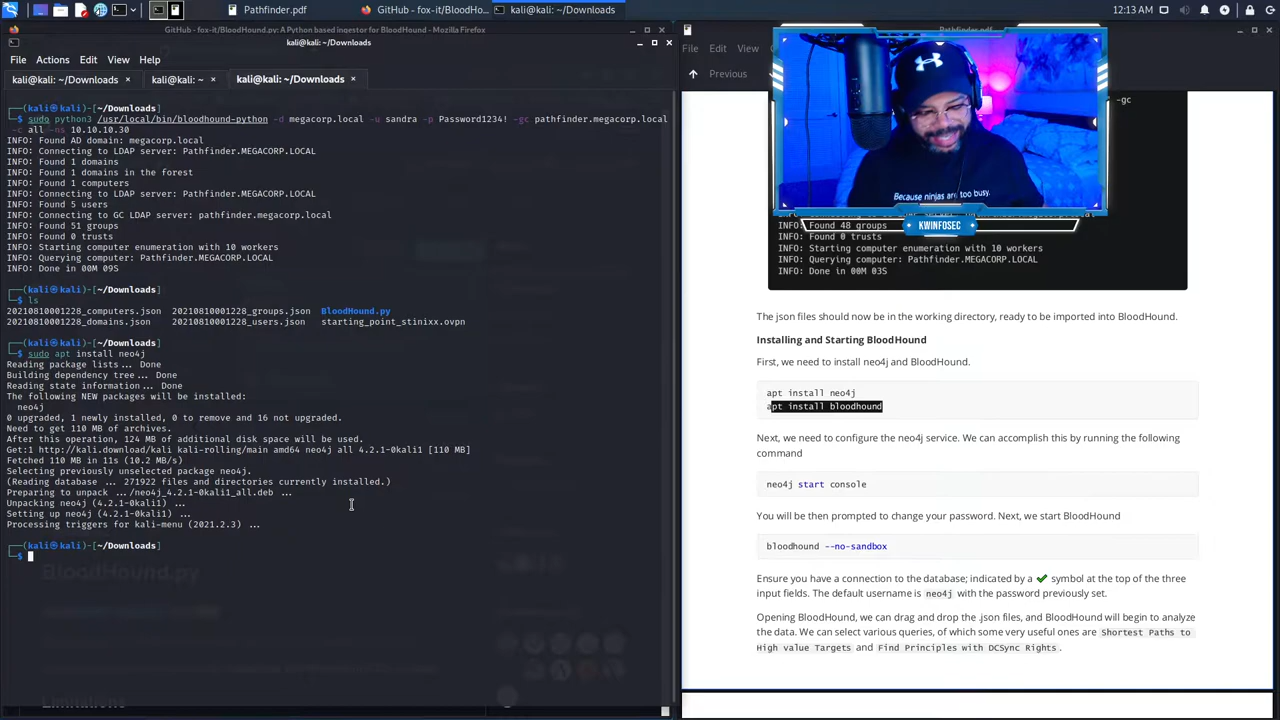 Pathfinder.pdf
GitHub - fox-it/BloodHo...
kali@kali: ~/Downloads
12:13 AM
GitHub - fox-it/BloodHound.py: A Python based ingestor for BloodHound - Mozilla Firefox
kali@kali: ~/Downloads
File Actions Edit View Help
kali@kali: ~/Downloads
kali@kali: ~
kali@kali: ~/Downloads
(kali㉿kali)-[~/Downloads]
$ sudo python3 /usr/local/bin/bloodhound-python -d megacorp.local -u sandra -p Password1234! -gc pathfinder.megacorp.local
-c all -ns 10.10.10.30
INFO: Found AD domain: megacorp.local
INFO: Connecting to LDAP server: Pathfinder.MEGACORP.LOCAL
INFO: Found 1 domains
INFO: Found 1 domains in the forest
INFO: Found 1 computers
INFO: Connecting to LDAP server: Pathfinder.MEGACORP.LOCAL
INFO: Found 5 users
INFO: Connecting to GC LDAP server: pathfinder.megacorp.local
INFO: Found 51 groups
INFO: Found 0 trusts
INFO: Starting computer enumeration with 10 workers
INFO: Querying computer: Pathfinder.MEGACORP.LOCAL
INFO: Done in 00M 09S
(kali㉿kali)-[~/Downloads]
$ ls
20210810001228_computers.json 20210810001228_groups.json BloodHound.py
20210810001228_domains.json 20210810001228_users.json starting_point_stinixx.ovpn
(kali㉿kali)-[~/Downloads]
$ sudo apt install neo4j
Reading package lists... Done
Building dependency tree... Done
Reading state information... Done
The following NEW packages will be installed:
neo4j
0 upgraded, 1 newly installed, 0 to remove and 16 not upgraded.
Need to get 110 MB of archives.
After this operation, 124 MB of additional disk space will be used.
Get:1 http://kali.download/kali kali-rolling/main amd64 neo4j all 4.2.1-0kali1 [110 MB]
Fetched 110 MB in 11s (10.2 MB/s)
Selecting previously unselected package neo4j.
(Reading database ... 271922 files and directories currently installed.)
Preparing to unpack .../neo4j_4.2.1-0kali1_all.deb ...
Unpacking neo4j (4.2.1-0kali1) ...
Setting up neo4j (4.2.1-0kali1) ...
Processing triggers for kali-menu (2021.2.3) ...
(kali㉿kali)-[~/Downloads]
$
BloodHound.py
Limitations
File Edit View
Previous
-gc
Because ninjas are too busy.
KWINFOSEC
INFO: Found 48 groups
INFO: Found 0 trusts
INFO: Starting computer enumeration with 10 workers
INFO: Querying computer: Pathfinder.MEGACORP.LOCAL
INFO: Done in 00M 03S
The json files should now be in the working directory, ready to be imported into BloodHound.
Installing and Starting BloodHound
First, we need to install neo4j and BloodHound.
apt install neo4j
apt install bloodhound
Next, we need to configure the neo4j service. We can accomplish this by running the following
command
neo4j start console
You will be then prompted to change your password. Next, we start BloodHound
bloodhound --no-sandbox
Ensure you have a connection to the database; indicated by a ✔ symbol at the top of the three
input fields. The default username is neo4j with the password previously set.
Opening BloodHound, we can drag and drop the .json files, and BloodHound will begin to analyze
the data. We can select various queries, of which some very useful ones are Shortest Paths to
High value Targets and Find Principles with DCSync Rights.